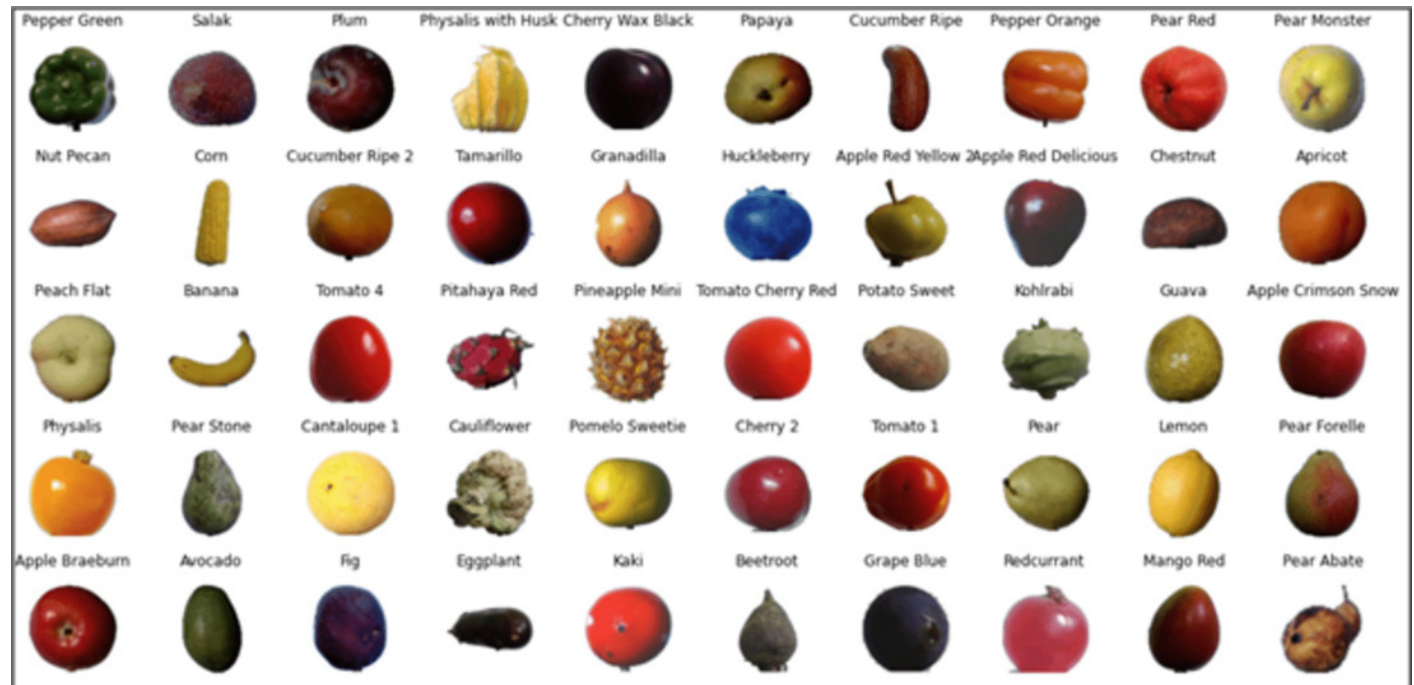 Pepper Green Salak Plum Physalis with Husk Cherry Wax Black Papaya Cucumber Ripe Pepper Orange Pear Red Pear Monster
Nut Pecan Corn Cucumber Ripe 2 Tamarillo Granadilla Huckleberry Apple Red Yellow 2 Apple Red Delicious Chestnut Apricot
Peach Flat Banana Tomato 4 Pitahaya Red Pineapple Mini Tomato Cherry Red Potato Sweet Kohlrabi Guava Apple Crimson Snow
Physalis Pear Stone Cantaloupe 1 Cauliflower Pomelo Sweetie Cherry 2 Tomato 1 Pear Lemon Pear Forelle
Apple Braeburn Avocado Fig Eggplant Kaki Beetroot Grape Blue Redcurrant Mango Red Pear Abate